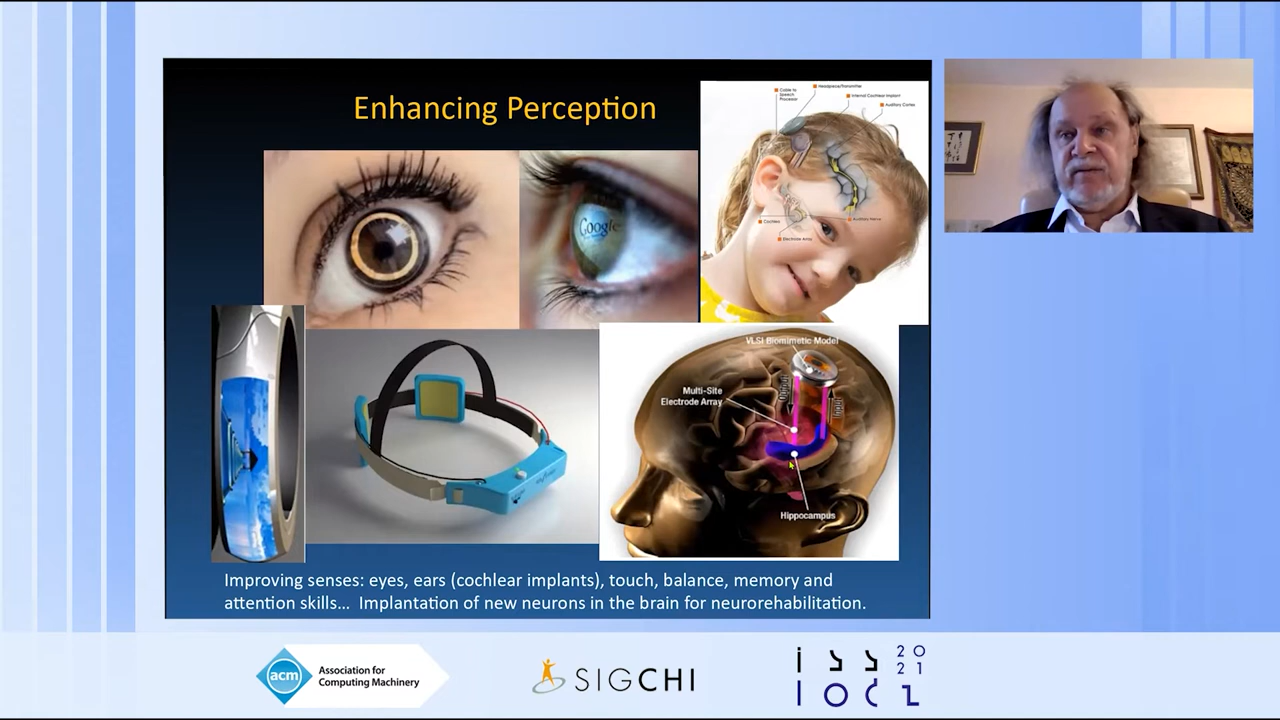 Enhancing Perception
Google
Cable to
Speech
Processor
Headpiece/Transmitter
Internal Cochlear Implant
Auditory Cortex
Cochlea
Auditory Nerve
Electrode Array
VLSI Biomimetic Model
Multi-Site
Electrode Array
Hippocampus
Improving senses: eyes, ears (cochlear implants), touch, balance, memory and
attention skills… Implantation of new neurons in the brain for neurorehabilitation.
acm
Association for
Computing Machinery
SIGCHI
ISS 2021
lodz